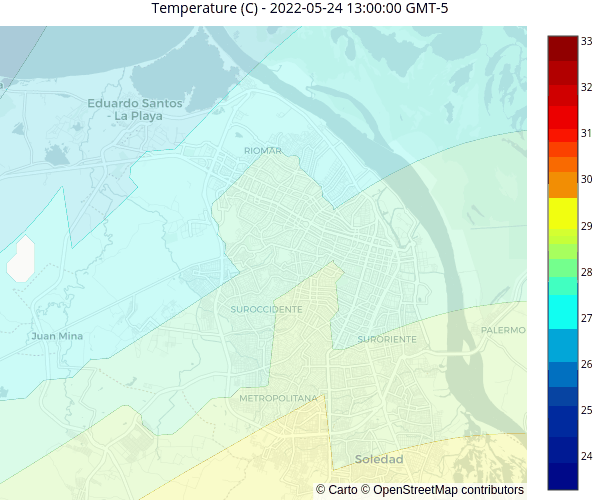 Temperature (C) - 2022-05-24 13:00:00 GMT-5
Eduardo Santos
- La Playa
RIOMAR
SUROCCIDENTE
Juan Mina
SURORIENTE
PALERMO
METROPOLITANA
Soledad
© Carto © OpenStreetMap contributors
33
32
31
30
29
28
27
26
25
24